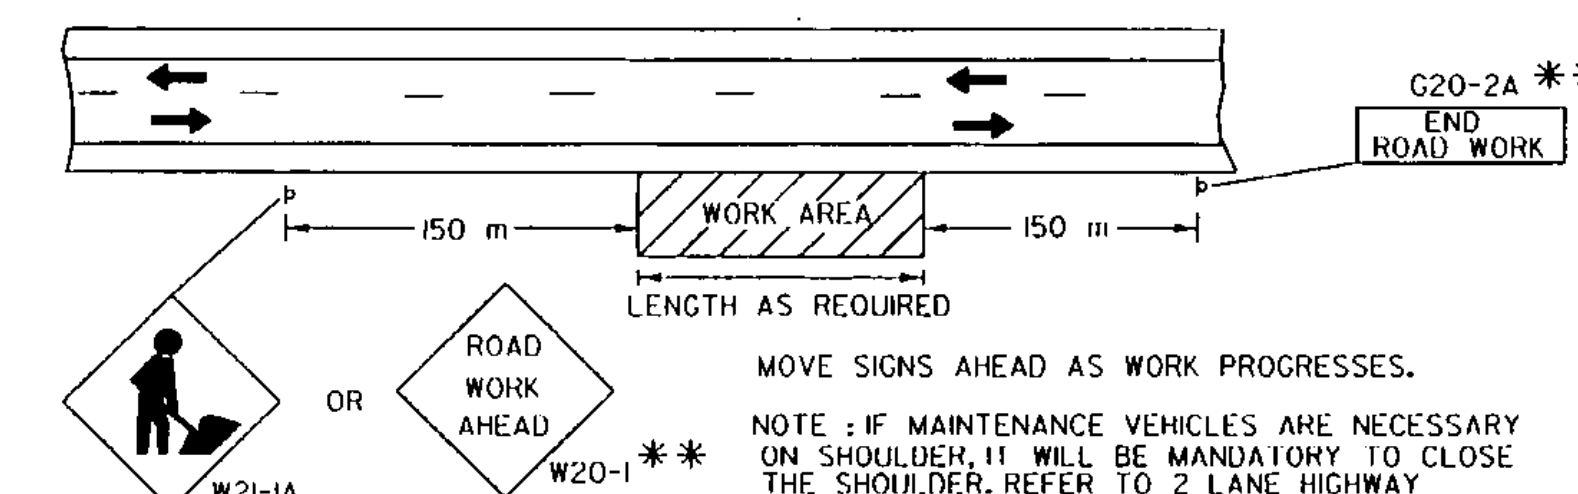 G20-2A **
END
ROAD WORK
150 m
WORK AREA
150 m
LENGTH AS REQUIRED
ROAD
WORK
AHEAD
OR
W20-1 **
W21-1A
MOVE SIGNS AHEAD AS WORK PROGRESSES.
NOTE : IF MAINTENANCE VEHICLES ARE NECESSARY
ON SHOULDER, IT WILL BE MANDATORY TO CLOSE
THE SHOULDER. REFER TO 2 LANE HIGHWAY